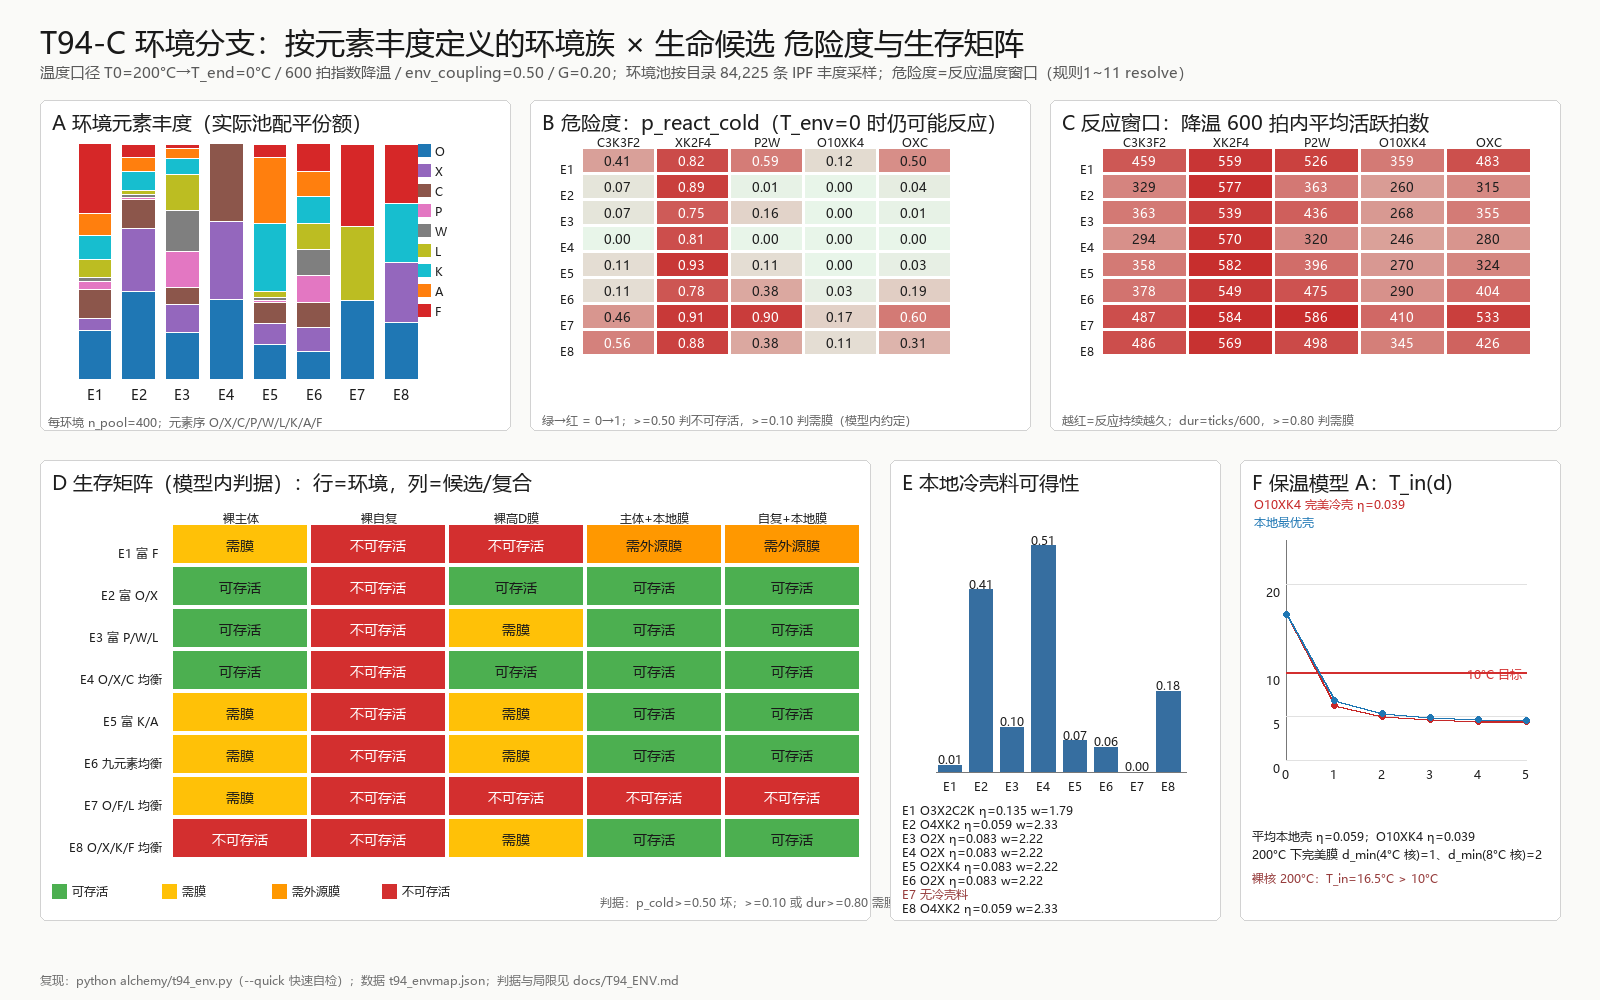 T94-C 环境分支：按元素丰度定义的环境族 × 生命候选 危险度与生存矩阵
温度口径 T0=200°C→T_end=0°C / 600 拍指数降温 / env_coupling=0.50 / G=0.20；环境池按目录 84,225 条 IPF 丰度采样；危险度=反应温度窗口（规则1~11 resolve）
A 环境元素丰度（实际池配平份额）
O
X
C
P
W
L
K
A
F
E1 E2 E3 E4 E5 E6 E7 E8
每环境 n_pool=400；元素序 O/X/C/P/W/L/K/A/F
B 危险度：p_react_cold（T_env=0 时仍可能反应）
C3K3F2 XK2F4 P2W O10XK4 OXC
E1 0.41 0.82 0.59 0.12 0.50
E2 0.07 0.89 0.01 0.00 0.04
E3 0.07 0.75 0.16 0.00 0.01
E4 0.00 0.81 0.00 0.00 0.00
E5 0.11 0.93 0.11 0.00 0.03
E6 0.11 0.78 0.38 0.03 0.19
E7 0.46 0.91 0.90 0.17 0.60
E8 0.56 0.88 0.38 0.11 0.31
绿→红 = 0→1；>=0.50 判不可存活，>=0.10 判需膜（模型内约定）
C 反应窗口：降温 600 拍内平均活跃拍数
C3K3F2 XK2F4 P2W O10XK4 OXC
E1 459 559 526 359 483
E2 329 577 363 260 315
E3 363 539 436 268 355
E4 294 570 320 246 280
E5 358 582 396 270 324
E6 378 549 475 290 404
E7 487 584 586 410 533
E8 486 569 498 345 426
越红=反应持续越久；dur=ticks/600，>=0.80 判需膜
D 生存矩阵（模型内判据）：行=环境，列=候选/复合
裸主体 裸自复 裸高D膜 主体+本地膜 自复+本地膜
E1 富 F 需膜 不可存活 不可存活 需外源膜 需外源膜
E2 富 O/X 可存活 不可存活 可存活 可存活 可存活
E3 富 P/W/L 可存活 不可存活 需膜 可存活 可存活
E4 O/X/C 均衡 可存活 不可存活 可存活 可存活 可存活
E5 富 K/A 需膜 不可存活 需膜 可存活 可存活
E6 九元素均衡 需膜 不可存活 需膜 可存活 可存活
E7 O/F/L 均衡 需膜 不可存活 不可存活 不可存活 不可存活
E8 O/X/K/F 均衡 不可存活 不可存活 需膜 可存活 可存活
可存活 需膜 需外源膜 不可存活
判据：p_cold>=0.50 坏；>=0.10 或 dur>=0.80 需
E 本地冷壳料可得性
0.01 0.41 0.10 0.51 0.07 0.06 0.00 0.18
E1 E2 E3 E4 E5 E6 E7 E8
E1 O3X2C2K η=0.135 w=1.79
E2 O4XK2 η=0.059 w=2.33
E3 O2X η=0.083 w=2.22
E4 O2X η=0.083 w=2.22
E5 O2XK4 η=0.083 w=2.22
E6 O2X η=0.083 w=2.22
E7 无冷壳料
E8 O4XK2 η=0.059 w=2.33
F 保温模型 A：T_in(d)
O10XK4 完美冷壳 η=0.039
本地最优壳
20
10
5
0
10°C 目标
0 1 2 3 4 5
平均本地壳 η=0.059；O10XK4 η=0.039
200°C 下完美膜 d_min(4°C 核)=1、d_min(8°C 核)=2
裸核 200°C：T_in=16.5°C > 10°C
复现：python alchemy/t94_env.py（--quick 快速自检）；数据 t94_envmap.json；判据与局限见 docs/T94_ENV.md